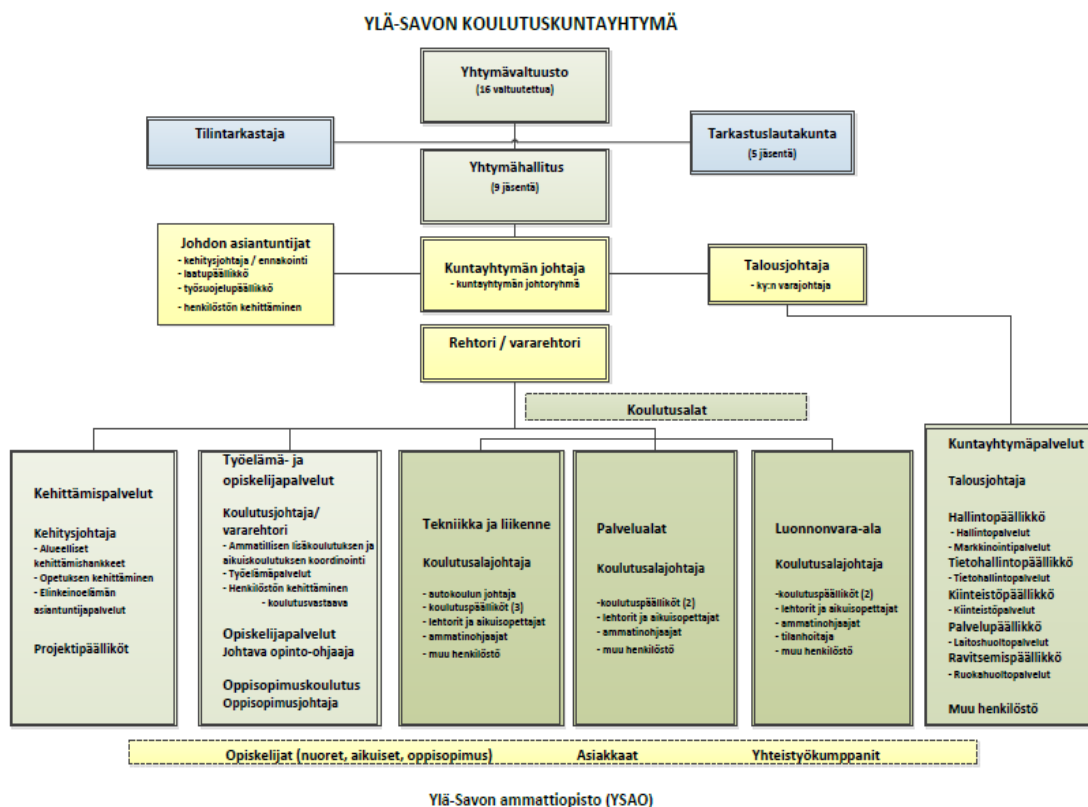 YLÄ-SAVON KOULUTUSKUNTAYHTYMÄ
Yhtymävaltuusto
(16 valtuutettua)
Tilintarkastaja
Tarkastuslautakunta
(5 jäsentä)
Yhtymähallitus
(9 jäsentä)
Johdon asiantuntijat
- kehitysjohtaja / ennakointi
- laatupäällikkö
- työsuojelupäällikkö
- henkilöstön kehittäminen
Kuntayhtymän johtaja
- kuntayhtymän johtoryhmä
Talousjohtaja
- ky:n varajohtaja
Rehtori / vararehtori
Koulutusalat
Kehittämispalvelut
Kehitysjohtaja
- Alueelliset
kehittämishankkeet
- Opetuksen kehittäminen
- Elinkeinoelämän
asiantuntijapalvelut
Projektipäälliköt
Työelämä- ja
opiskelijapalvelut
Koulutusjohtaja/
vararehtori
- Ammatillisen lisäkoulutuksen ja
aikuiskoulutuksen koordinointi
- Työelämäpalvelut
- Henkilöstön kehittäminen
- koulutusvastaava
Opiskelijapalvelut
Johtava opinto-ohjaaja
Oppisopimuskoulutus
Oppisopimusjohtaja
Tekniikka ja liikenne
Koulutusalajohtaja
- autokoulun johtaja
- koulutuspäälliköt (3)
- lehtorit ja aikuisopettajat
- ammatinohjaajat
- muu henkilöstö
Palvelualat
Koulutusalajohtaja
-koulutuspäälliköt (2)
- lehtorit ja aikuisopettajat
- ammatinohjaajat
- muu henkilöstö
Luonnonvara-ala
Koulutusalajohtaja
-koulutuspäälliköt (2)
- lehtorit ja aikuisopettajat
- ammatinohjaajat
- tilanhoitaja
- muu henkilöstö
Kuntayhtymäpalvelut
Talousjohtaja
Hallintopäällikkö
- Hallintopalvelut
- Markkinointipalvelut
Tietohallintopäällikkö
- Tietohallintopalvelut
Kiinteistöpäällikkö
- Kiinteistöpalvelut
Palvelupäällikkö
- Laitoshuoltopalvelut
Ravitsemispäällikkö
- Ruokahuoltopalvelut
Muu henkilöstö
Opiskelijat (nuoret, aikuiset, oppisopimus) Asiakkaat Yhteistyökumppanit
Ylä-Savon ammattiopisto (YSAO)